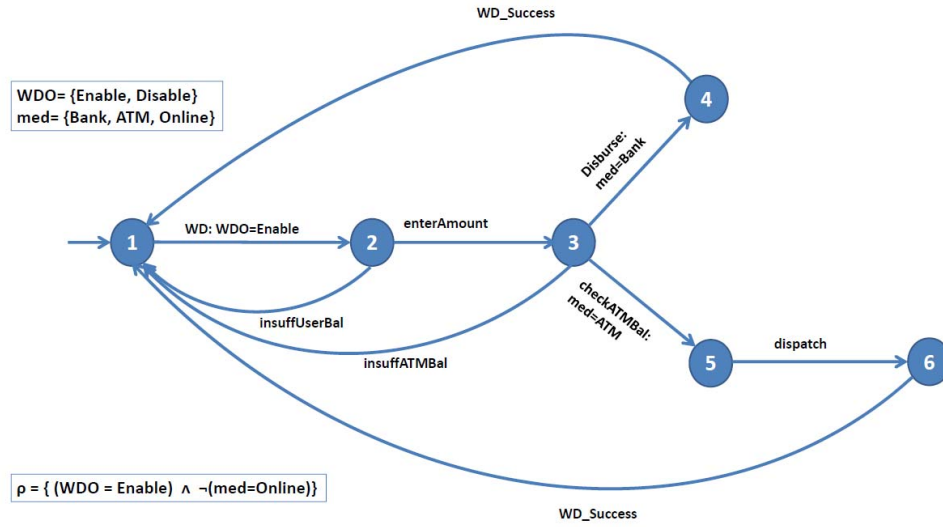 WD_Success
WDO= {Enable, Disable}
med= {Bank, ATM, Online}
4
Disburse:
med=Bank
1
WD: WDO=Enable
2
enterAmount
3
insuffUserBal
checkATMBal:
med=ATM
insuffATMBal
5
dispatch
6
ρ = { (WDO = Enable) ∧ ¬(med=Online)}
WD_Success